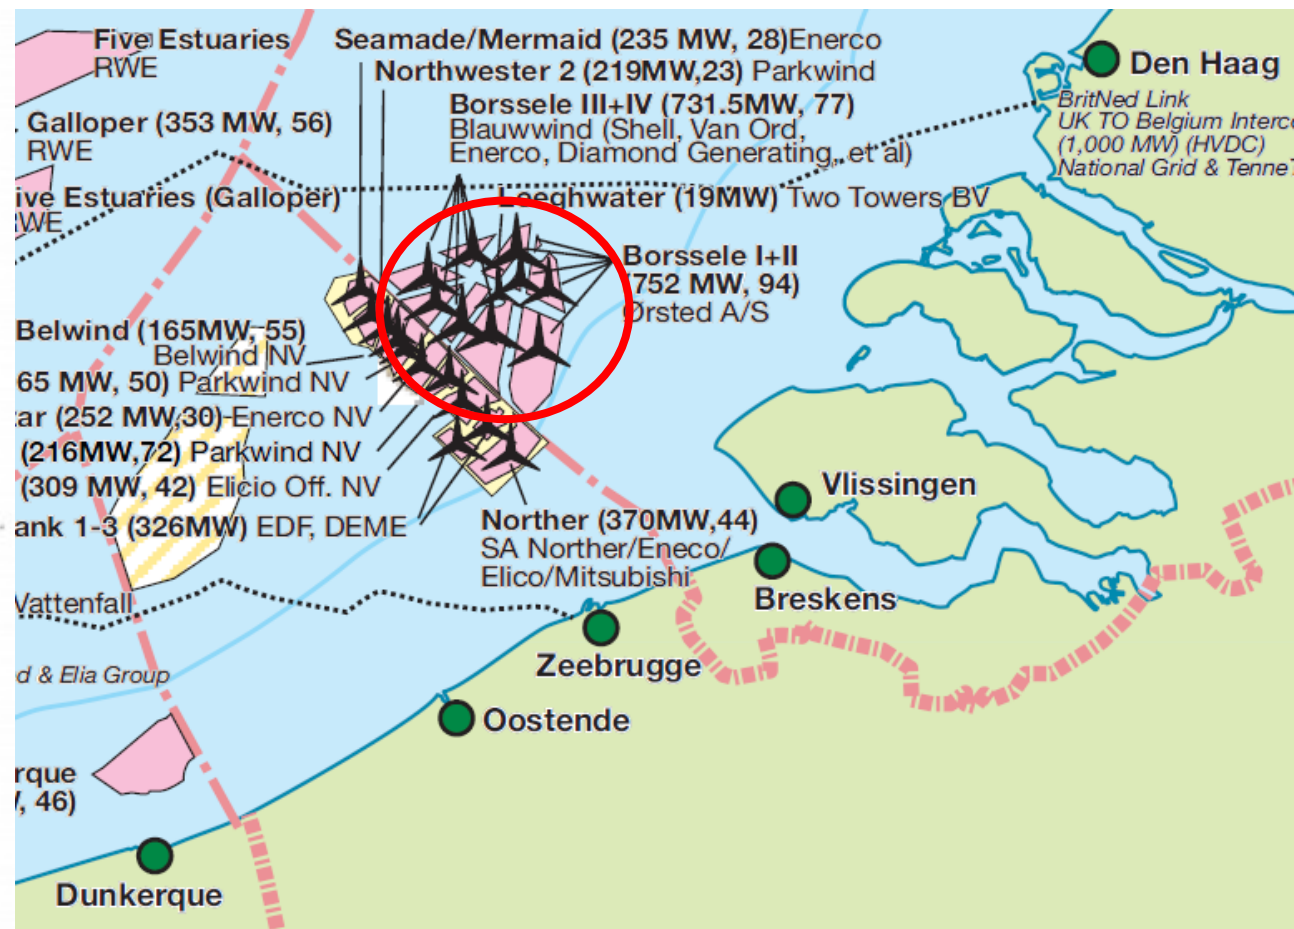 Five Estuaries
RWE
Seamade/Mermaid (235 MW, 28)Enerco
Northwester 2 (219MW,23) Parkwind
Borssele III+IV (731.5MW, 77)
Blauwwind (Shell, Van Ord,
Enerco, Diamond Generating, et al)
Den Haag
BritNed Link
UK TO Belgium Interc
(1,000 MW) (HVDC)
National Grid & Tenne
Galloper (353 MW, 56)
RWE
ive Estuaries (Galloper)
RWE
Leeghwater (19MW) Two Towers BV
Borssele I+II
(752 MW, 94)
Ørsted A/S
Belwind (165MW, 55)
Belwind NV
65 MW, 50) Parkwind NV
tar (252 MW,30) Enerco NV
(216MW,72) Parkwind NV
(309 MW, 42) Elicio Off. NV
ank 1-3 (326MW) EDF, DEME
Norther (370MW,44)
SA Norther/Eneco/
Elico/Mitsubishi
Vlissingen
Breskens
Vattenfall
Zeebrugge
d & Elia Group
Oostende
rque
, 46)
Dunkerque